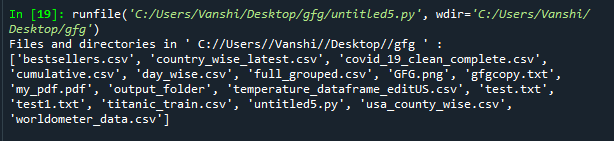 In [19]: runfile('C:/Users/Vanshi/Desktop/gfg/untitled5.py', wdir='C:/Users/Vanshi/
Desktop/gfg')
Files and directories in ' C://Users//Vanshi//Desktop//gfg ' :
['bestsellers.csv', 'country_wise_latest.csv', 'covid_19_clean_complete.csv',
'cumulative.csv', 'day_wise.csv', 'full_grouped.csv', 'GFG.png', 'gfgcopy.txt',
'my_pdf.pdf', 'output_folder', 'temperature_dataframe_editUS.csv', 'test.txt',
'test1.txt', 'titanic_train.csv', 'untitled5.py', 'usa_county_wise.csv',
'worldometer_data.csv']